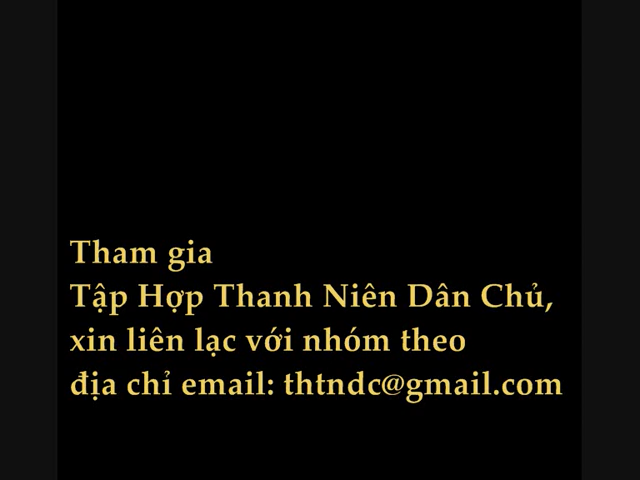 Tham gia
Tập Hợp Thanh Niên Dân Chủ,
xin liên lạc với nhóm theo
địa chỉ email: thtndc@gmail.com